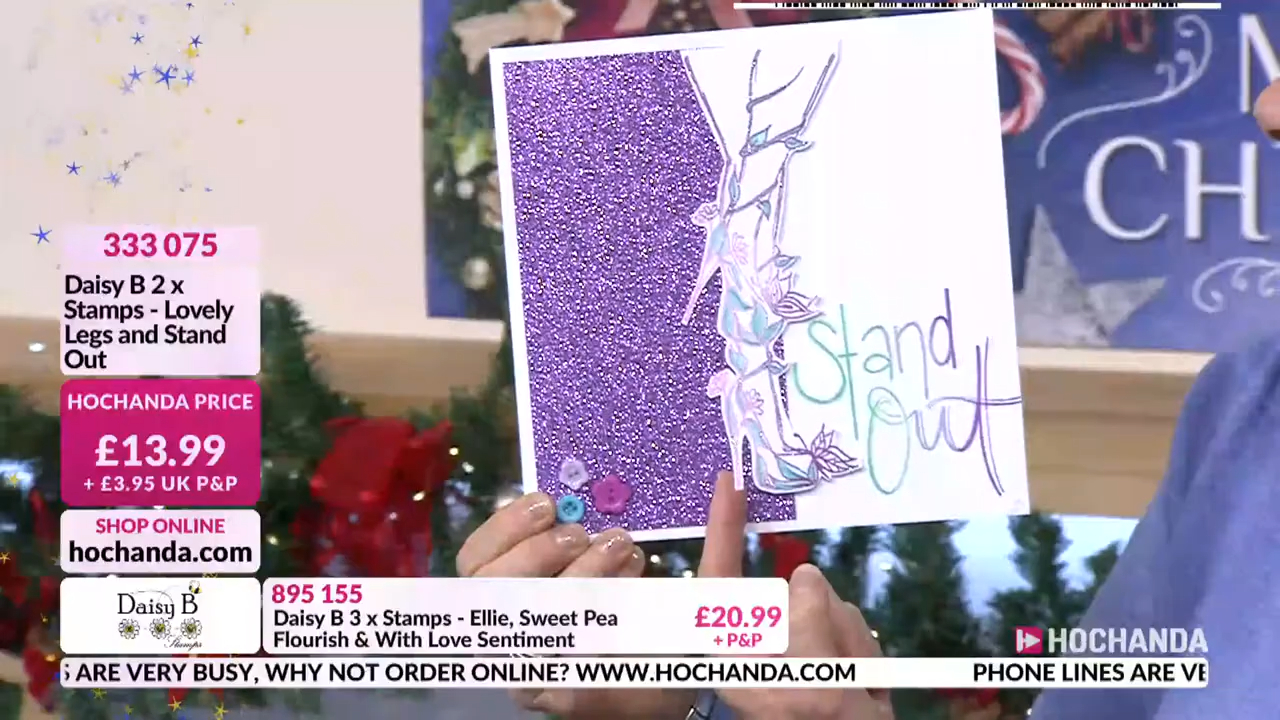 Stand
Out
M
CH
333 075
Daisy B 2 x
Stamps - Lovely
Legs and Stand
Out
HOCHANDA PRICE
£13.99
+ £3.95 UK P&P
SHOP ONLINE
hochanda.com
Daisy B
Stamps
895 155
Daisy B 3 x Stamps - Ellie, Sweet Pea
Flourish & With Love Sentiment
£20.99
+ P&P
HOCHANDA
ARE VERY BUSY, WHY NOT ORDER ONLINE? WWW.HOCHANDA.COM PHONE LINES ARE VE